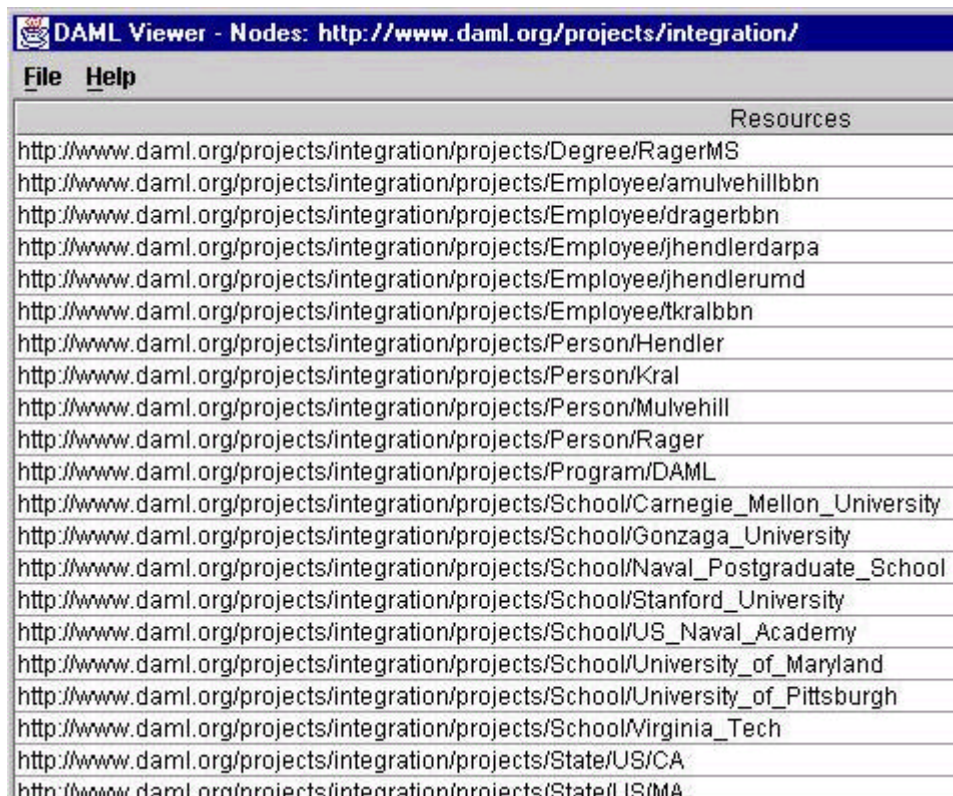 DAML Viewer - Nodes: http://www.daml.org/projects/integration/
File Help
Resources
http://www.daml.org/projects/integration/projects/Degree/RagerMS
http://www.daml.org/projects/integration/projects/Employee/amulvehillbbn
http://www.daml.org/projects/integration/projects/Employee/dragerbbn
http://www.daml.org/projects/integration/projects/Employee/jhendlerdarpa
http://www.daml.org/projects/integration/projects/Employee/jhendlerumd
http://www.daml.org/projects/integration/projects/Employee/tkralbbn
http://www.daml.org/projects/integration/projects/Person/Hendler
http://www.daml.org/projects/integration/projects/Person/Kral
http://www.daml.org/projects/integration/projects/Person/Mulvehill
http://www.daml.org/projects/integration/projects/Person/Rager
http://www.daml.org/projects/integration/projects/Program/DAML
http://www.daml.org/projects/integration/projects/School/Carnegie_Mellon_University
http://www.daml.org/projects/integration/projects/School/Gonzaga_University
http://www.daml.org/projects/integration/projects/School/Naval_Postgraduate_School
http://www.daml.org/projects/integration/projects/School/Stanford_University
http://www.daml.org/projects/integration/projects/School/US_Naval_Academy
http://www.daml.org/projects/integration/projects/School/University_of_Maryland
http://www.daml.org/projects/integration/projects/School/University_of_Pittsburgh
http://www.daml.org/projects/integration/projects/School/Virginia_Tech
http://www.daml.org/projects/integration/projects/State/US/CA
http://www.daml.org/projects/integration/projects/State/US/MA